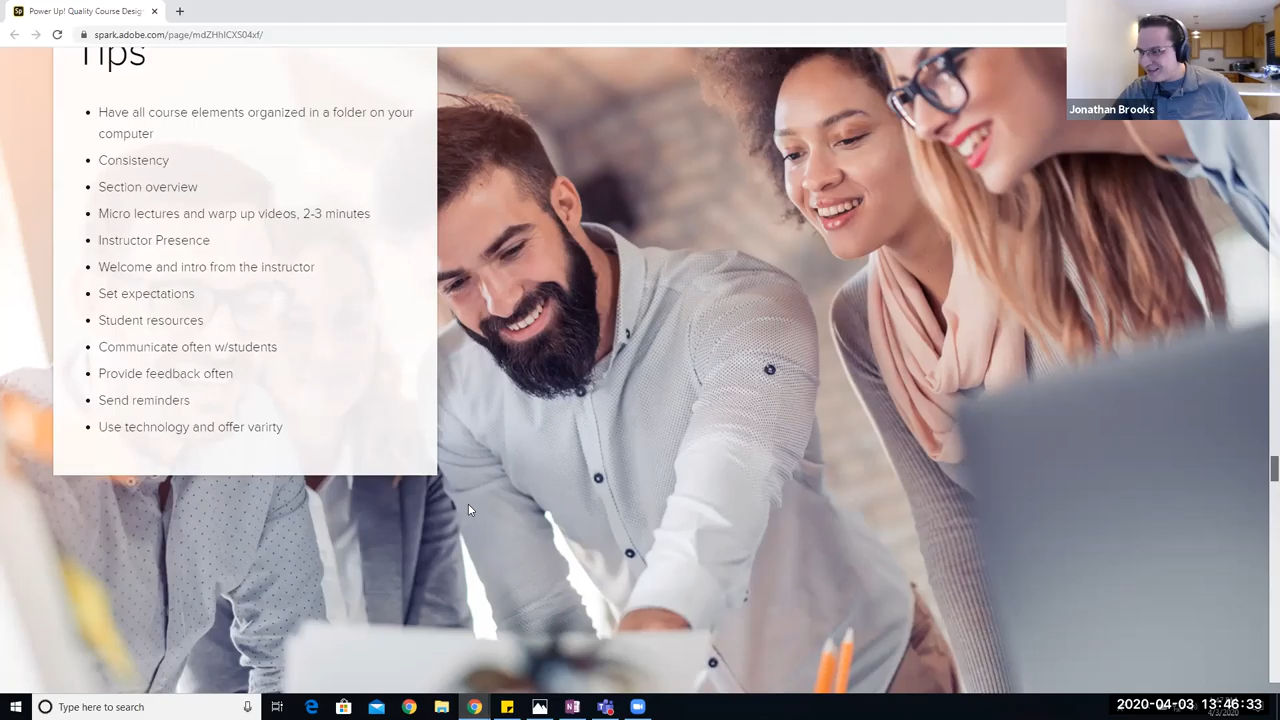 Power Up! Quality Course Desig
spark.adobe.com/page/mdZHhICXS04xf/
Jonathan Brooks
Tips
Have all course elements organized in a folder on your
computer
Consistency
Section overview
Micro lectures and warp up videos, 2-3 minutes
Instructor Presence
Welcome and intro from the instructor
Set expectations
Student resources
Communicate often w/students
Provide feedback often
Send reminders
Use technology and offer varirty
Type here to search
2020-04-03 13:46:33